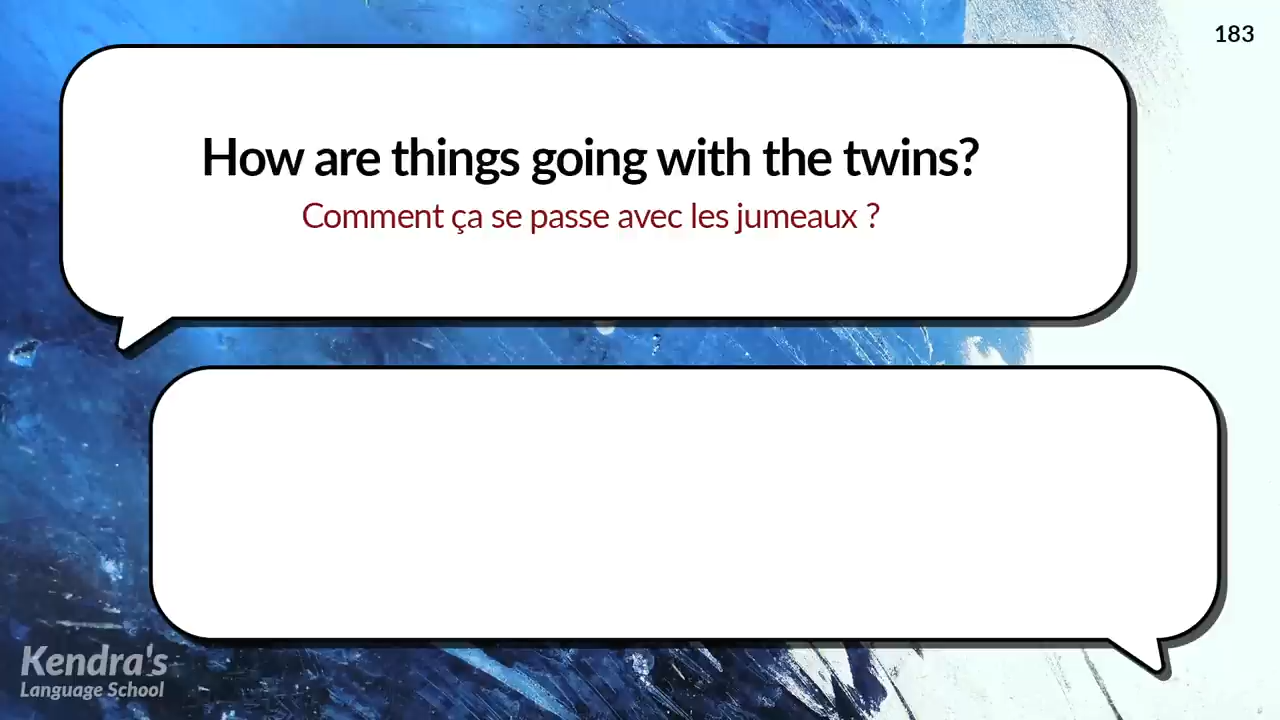 183
How are things going with the twins?
Comment ça se passe avec les jumeaux ?
Kendra's
Language School